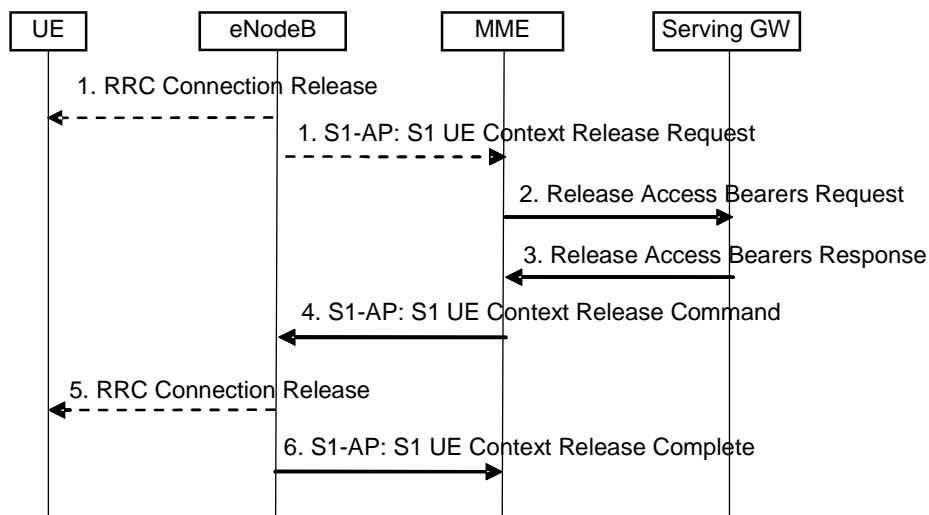 UE eNodeB MME Serving GW
1. RRC Connection Release
1. S1-AP: S1 UE Context Release Request
2. Release Access Bearers Request
3. Release Access Bearers Response
4. S1-AP: S1 UE Context Release Command
5. RRC Connection Release
6. S1-AP: S1 UE Context Release Complete